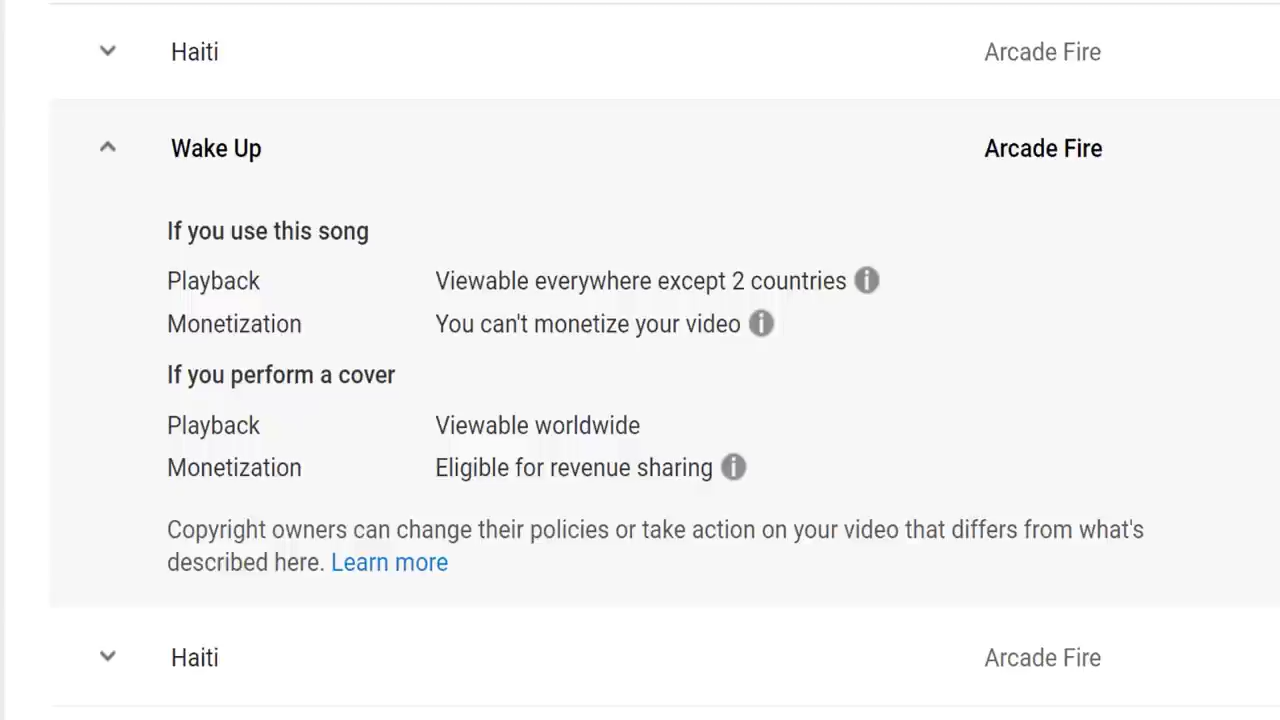 Haiti Arcade Fire
Wake Up Arcade Fire
If you use this song
Playback Viewable everywhere except 2 countries
Monetization You can't monetize your video
If you perform a cover
Playback Viewable worldwide
Monetization Eligible for revenue sharing
Copyright owners can change their policies or take action on your video that differs from what's
described here. Learn more
Haiti Arcade Fire